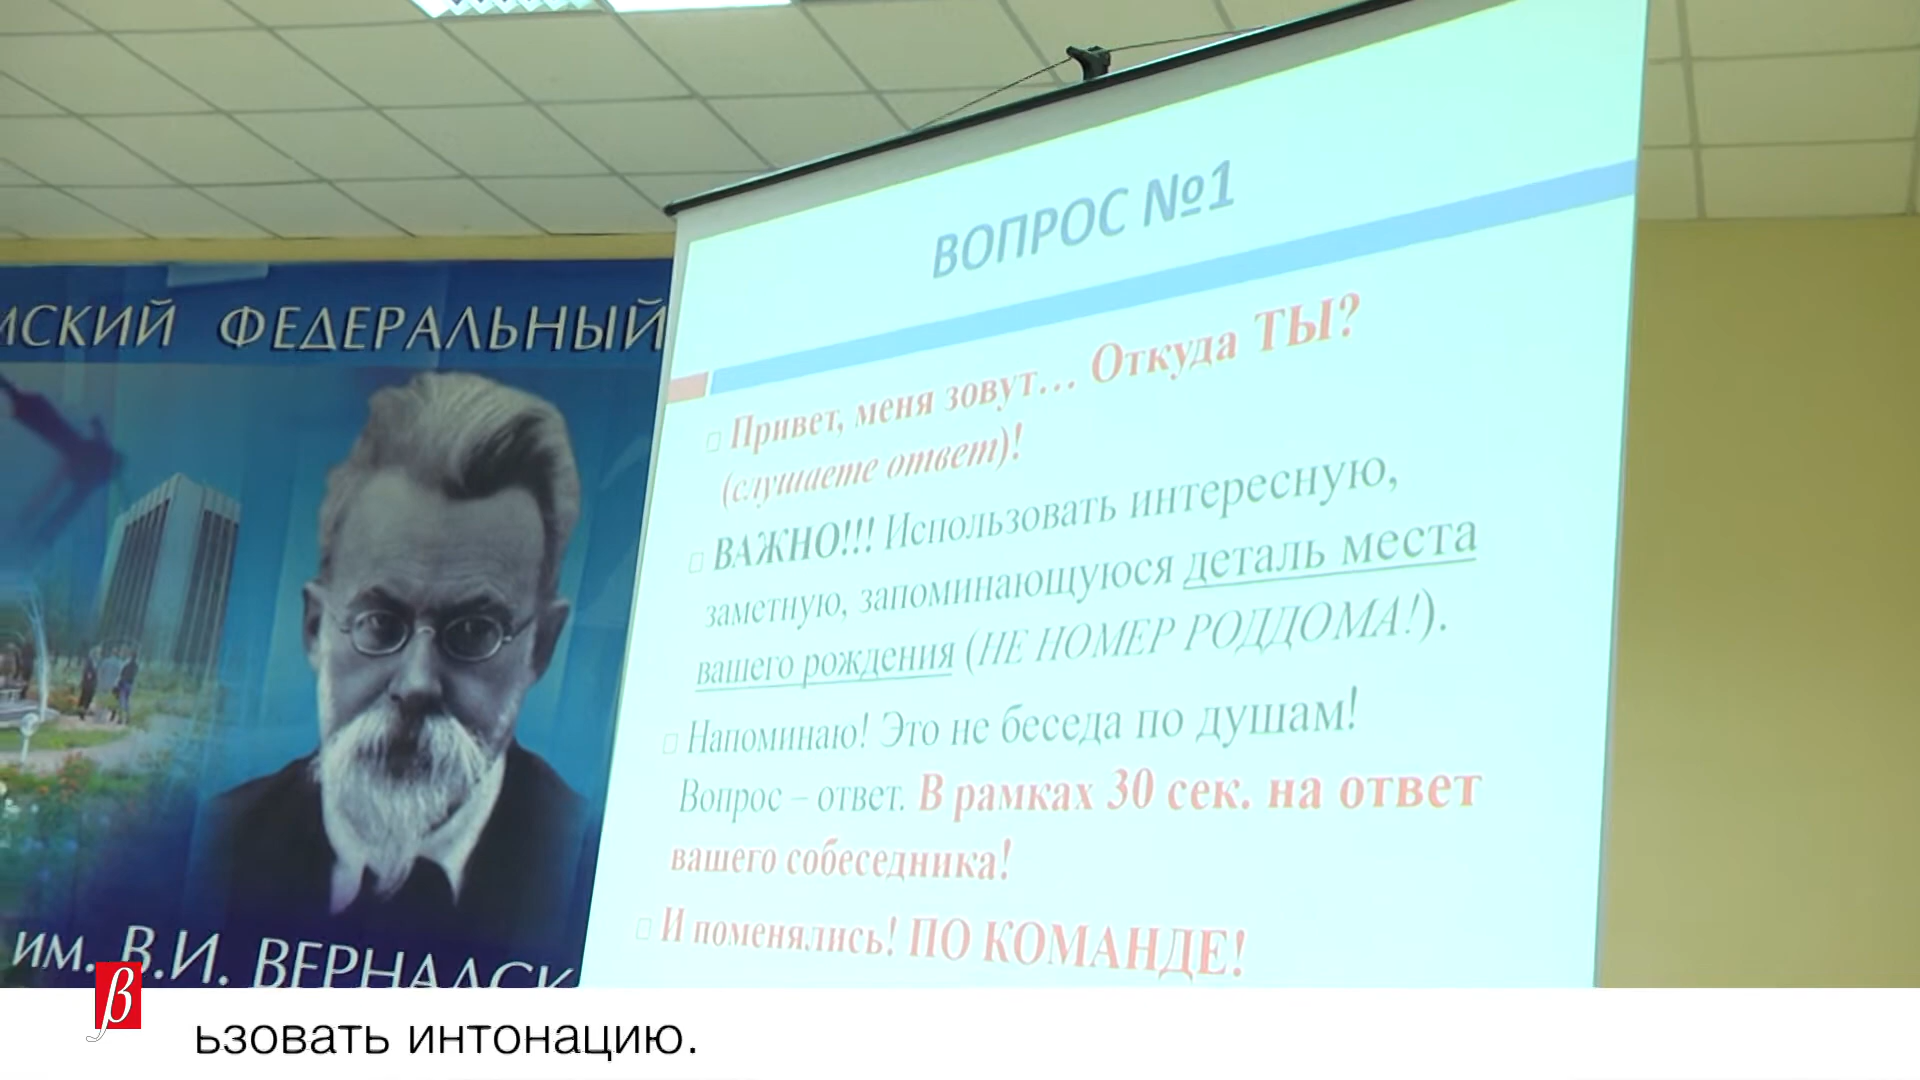 МСКИЙ ФЕДЕРАЛЬНЫЙ
ИМ. В.И. ВЕРНАДСК
ВОПРОС №1
Привет, меня зовут... Откуда ТЫ?
(слушаете ответ)!
ВАЖНО!!! Использовать интересную,
заметную, запоминающуюся деталь места
вашего рождения (НЕ НОМЕР РОДДОМА!).
Напоминаю! Это не беседа по душам!
Вопрос – ответ. В рамках 30 сек. на ответ
вашего собеседника!
И поменялись! ПО КОМАНДЕ!
β
ьзовать интонацию.